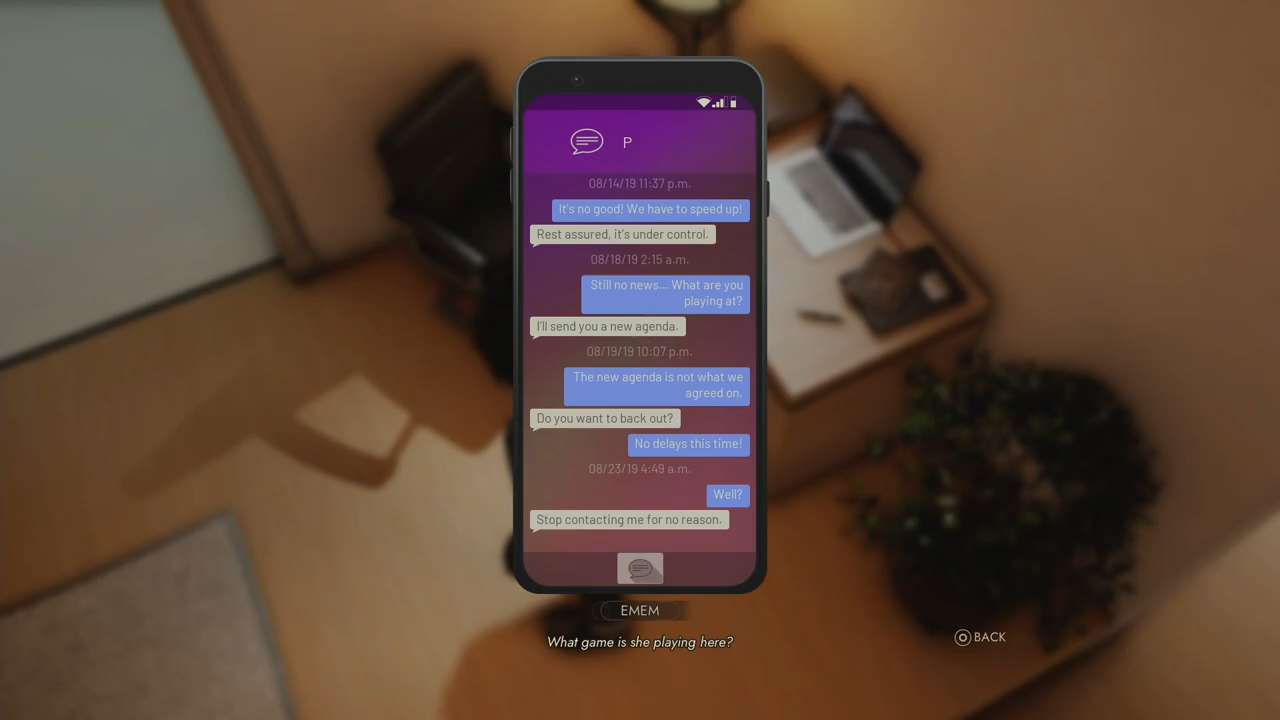 P
08/14/19 11:37 p.m.
It's no good! We have to speed up!
Rest assured, it's under control.
08/18/19 2:15 a.m.
Still no news... What are you
playing at?
I'll send you a new agenda.
08/19/19 10:07 p.m.
The new agenda is not what we
agreed on.
Do you want to back out?
No delays this time!
08/23/19 4:49 a.m.
Well?
Stop contacting me for no reason.
EMEM
What game is she playing here?
BACK